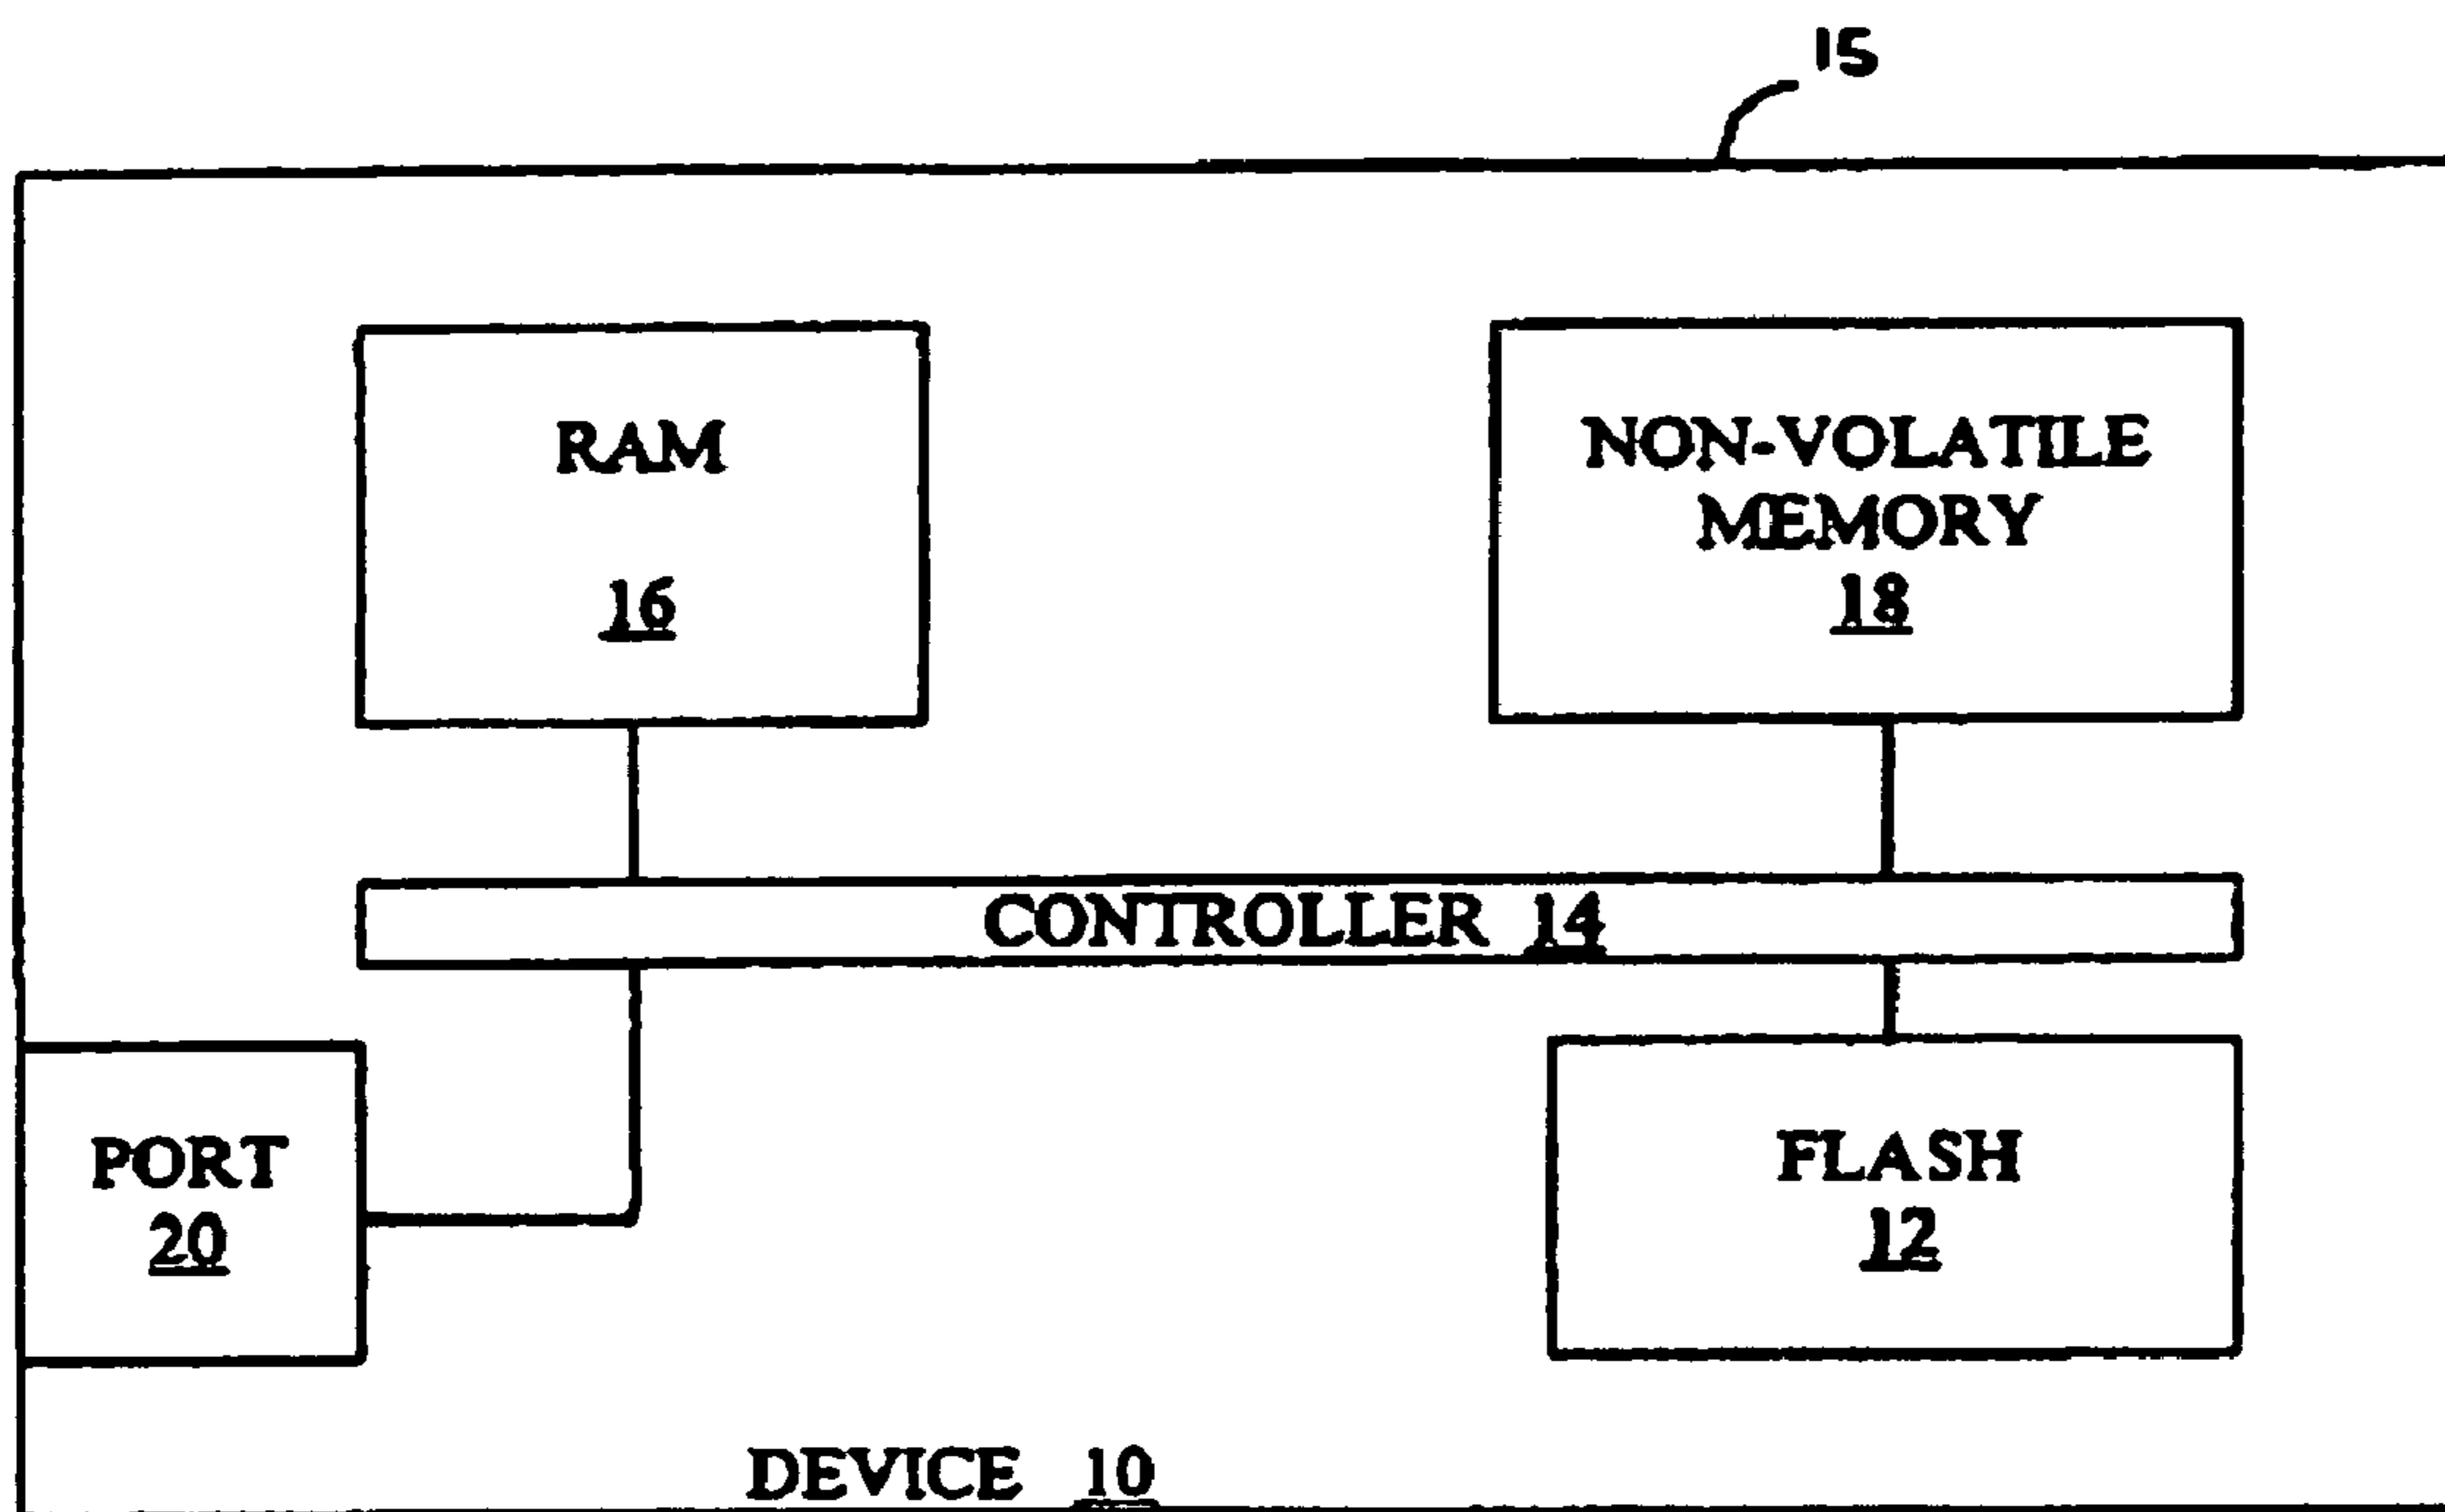 15
RAM
16
NON-VOLATILE
MEMORY
18
CONTROLLER 14
PORT
20
FLASH
12
DEVICE 10